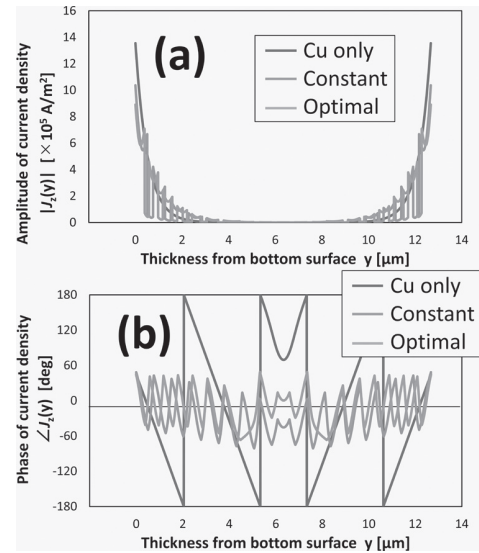 Amplitude of current density
|Jz(y)| [×10⁵ A/m²]
16
14
12
10
8
6
4
2
0
(a)
Cu only
Constant
Optimal
0 2 4 6 8 10 12 14
Thickness from bottom surface y [μm]
Phase of current density
∠Jz(y) [deg]
180
120
60
0
-60
-120
-180
(b)
Cu only
Constant
Optimal
0 2 4 6 8 10 12 14
Thickness from bottom surface y [μm]